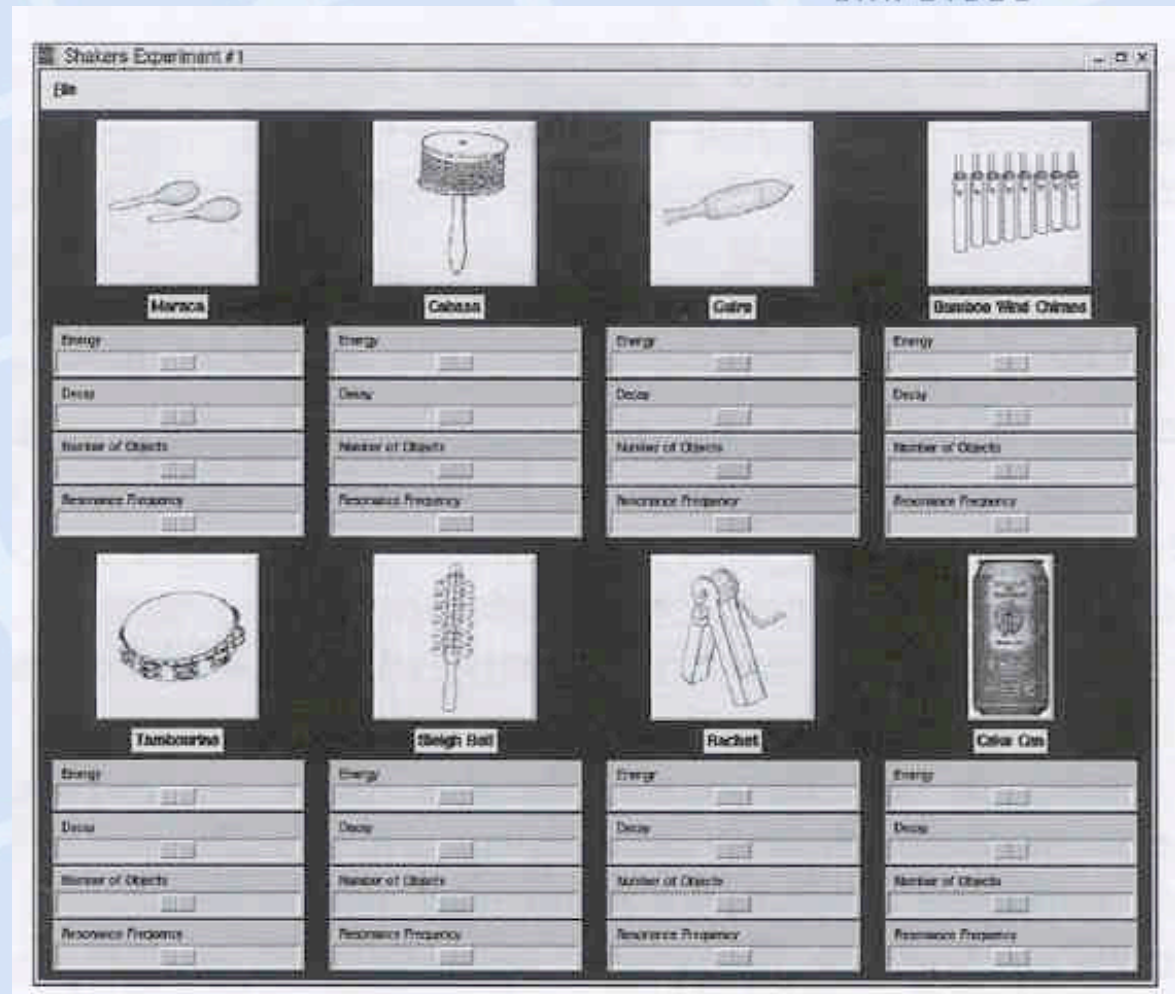 Shakers Experiment #1
File
Maraca
Cabasa
Guiro
Bamboo Wind Chimes
Energy
Energy
Energy
Energy
Decay
Decay
Decay
Decay
Number of Objects
Number of Objects
Number of Objects
Number of Objects
Resonance Frequency
Resonance Frequency
Resonance Frequency
Resonance Frequency
Tambourine
Sleigh Bell
Rachet
Coke Can
Energy
Energy
Energy
Energy
Decay
Decay
Decay
Decay
Number of Objects
Number of Objects
Number of Objects
Number of Objects
Resonance Frequency
Resonance Frequency
Resonance Frequency
Resonance Frequency